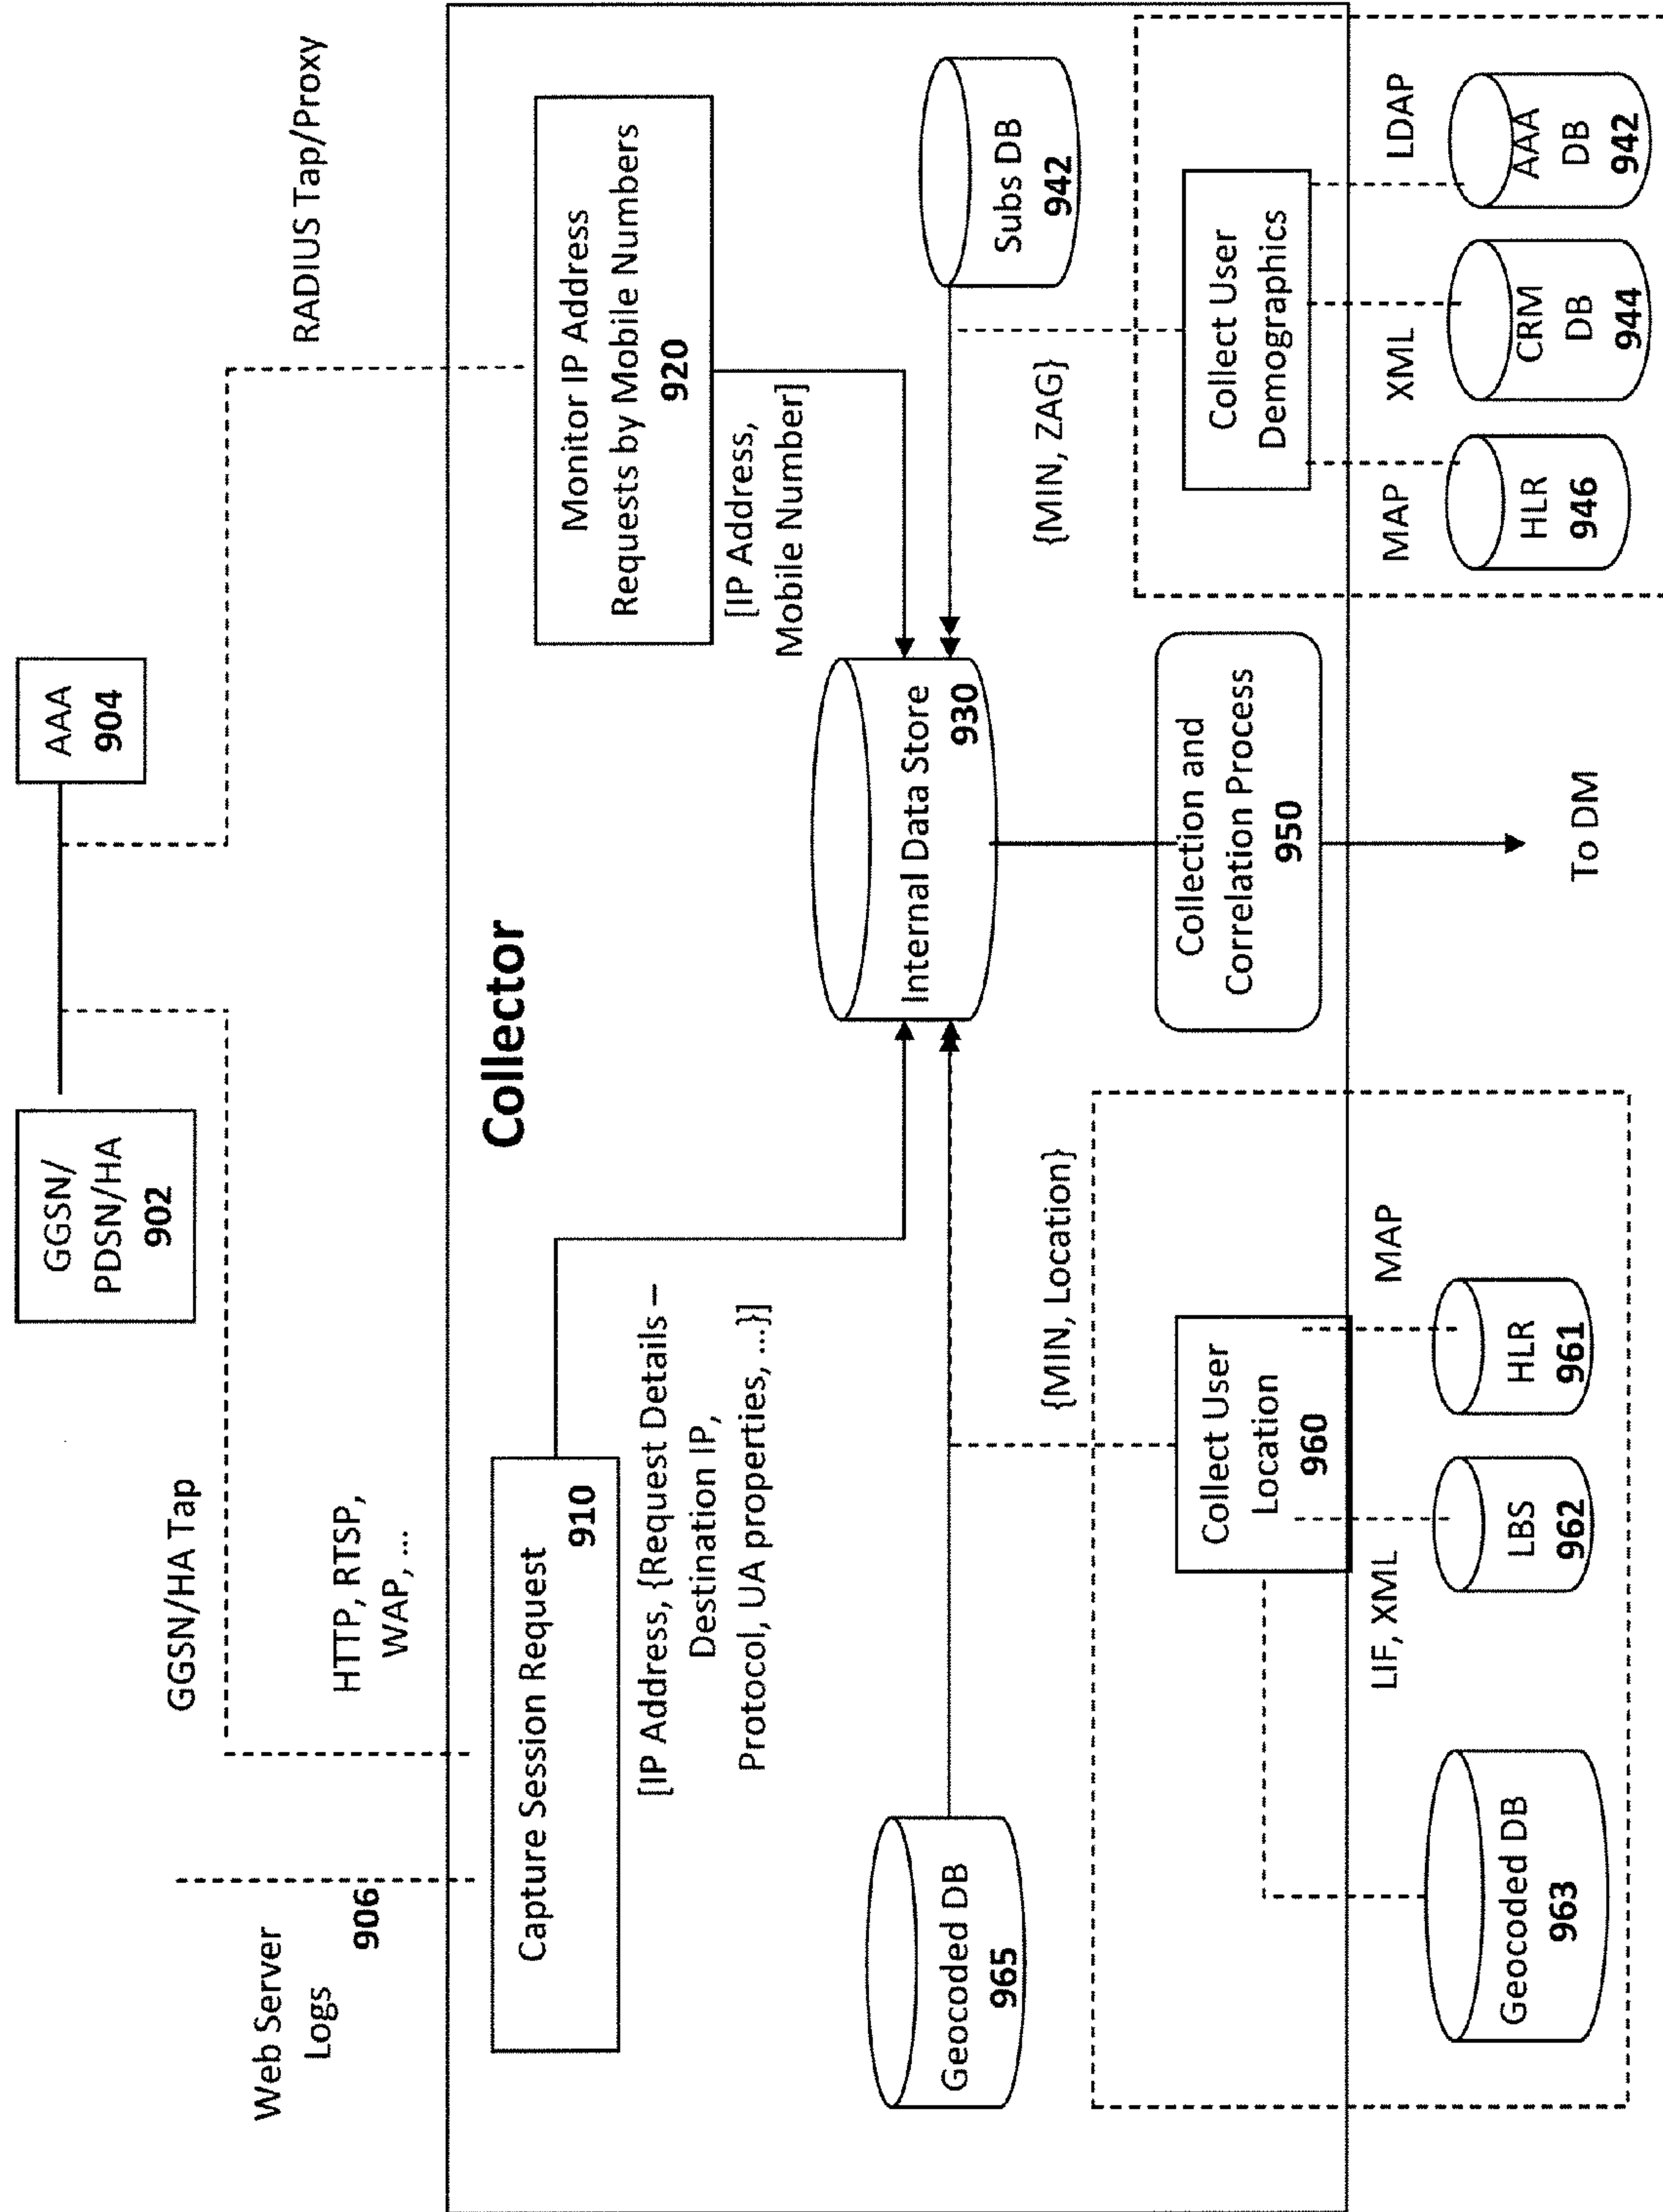 GGSN/
PDSN/HA
902
AAA
904
GGSN/HA Tap
RADIUS Tap/Proxy
Web Server
Logs
906
HTTP, RTSP,
WAP, ...
Collector
Capture Session Request
910
[IP Address, {Request Details –
Destination IP,
Protocol, UA properties, ...}]
Monitor IP Address
Requests by Mobile Numbers
920
[IP Address,
Mobile Number]
Geocoded DB
965
Internal Data Store
930
Subs DB
942
{MIN, Location}
{MIN, ZAG}
Collect User
Location
960
Collection and
Correlation Process
950
Collect User
Demographics
LIF, XML
MAP
MAP
XML
LDAP
Geocoded DB
963
LBS
962
HLR
961
To DM
HLR
946
CRM
DB
944
AAA
DB
942